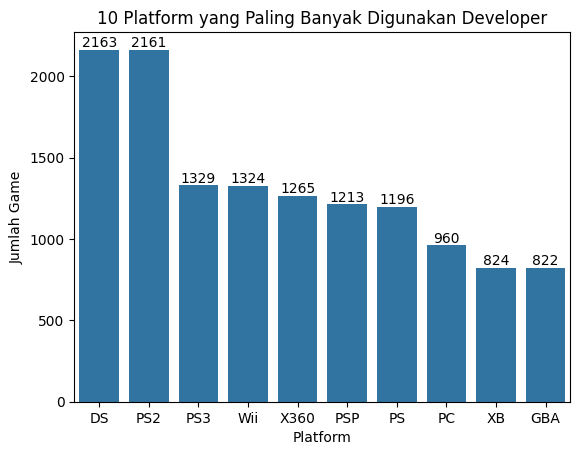 10 Platform yang Paling Banyak Digunakan Developer
2163 2161
1329 1324 1265 1213 1196
960
824 822
2000
1500
1000
500
0
Jumlah Game
DS PS2 PS3 Wii X360 PSP PS PC XB GBA
Platform